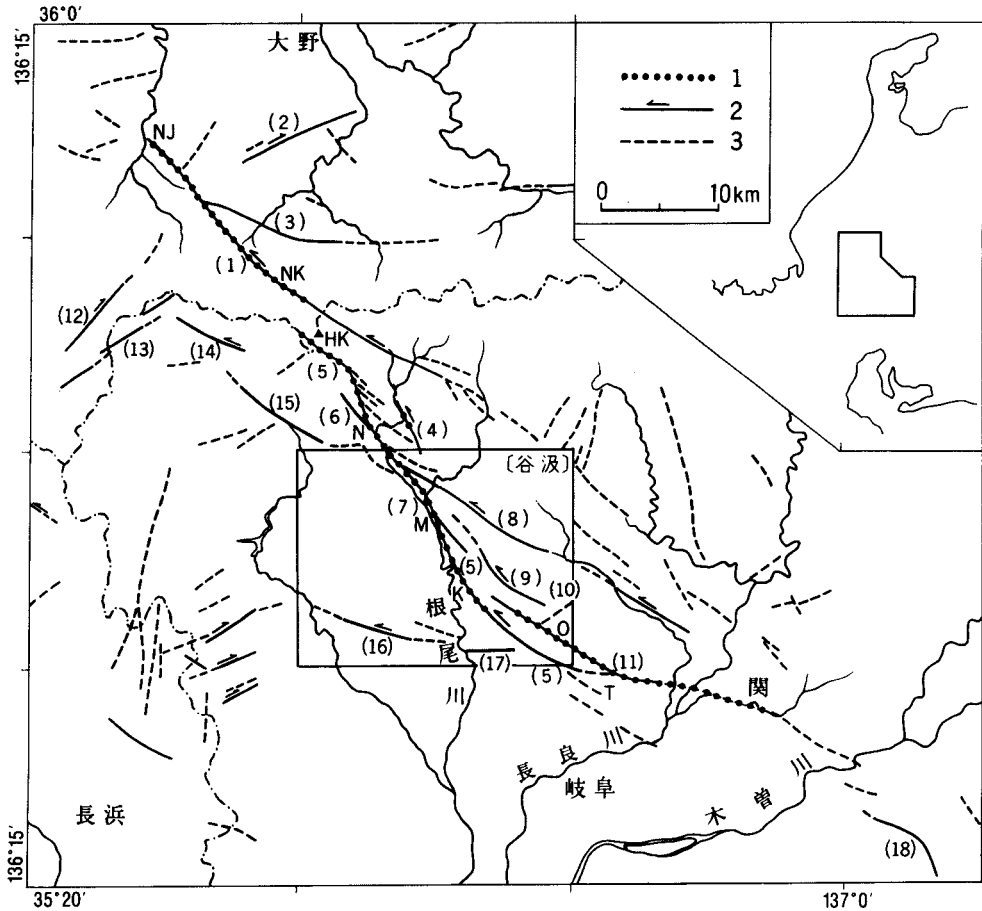 36°0′
136°15′
大野
1
2
3
0 10km
NJ
(2)
(3)
(1)
NK
(12)
HK
(13)
(14)
(5)
(15)
(6)
N
(4)
〔谷汲〕
(7)
M
(8)
(5)
(9)
K
(10)
根
O
(16)
尾
(17)
(5)
(11)
T
川
関
長良川
岐阜
木曽川
長浜
(18)
136°15′
35°20′
137°0′